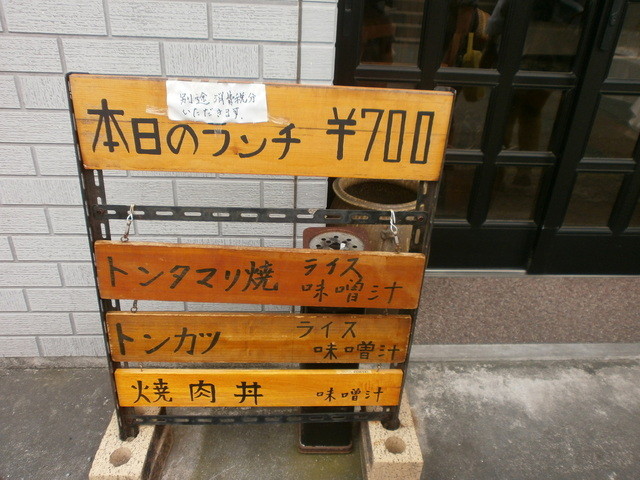 別途 消費税分
いただきます。
本日のランチ ¥700
トンタマリ焼 ライス
味噌汁
トンカツ ライス
味噌汁
焼肉丼 味噌汁